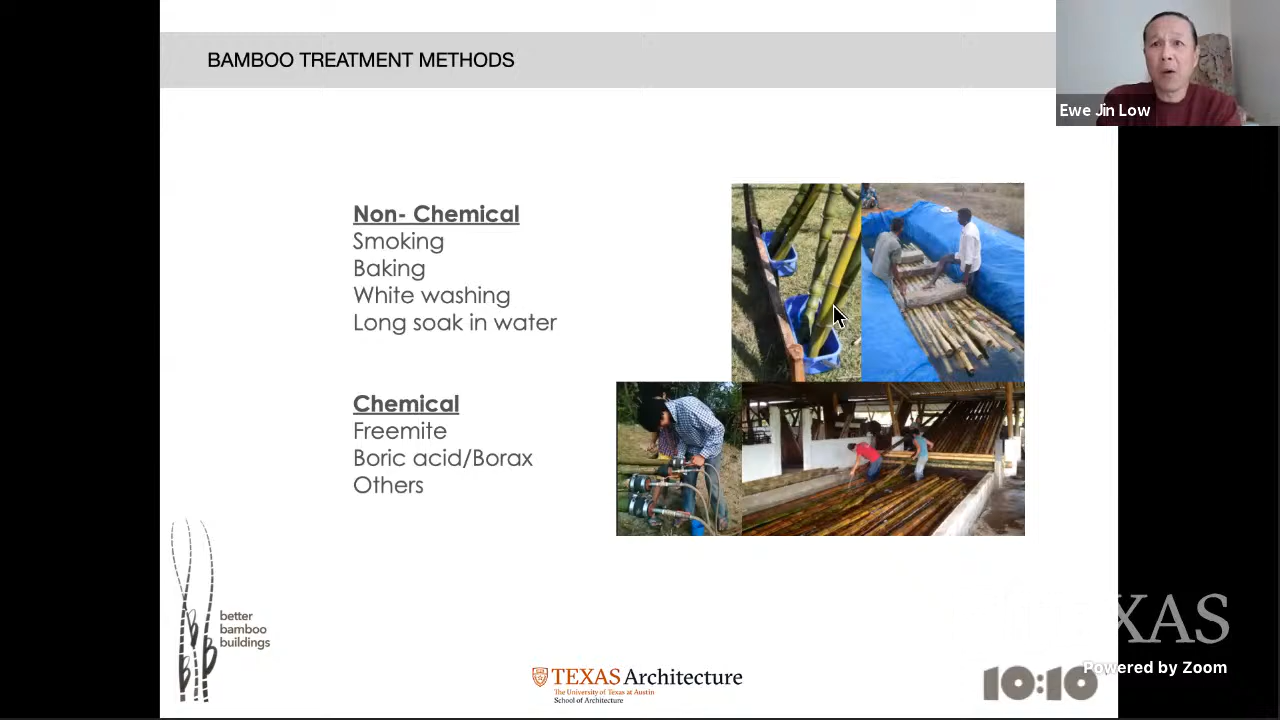 BAMBOO TREATMENT METHODS
Ewe Jin Low
Non- Chemical
Smoking
Baking
White washing
Long soak in water
Chemical
Freemite
Boric acid/Borax
Others
better
bamboo
buildings
TEXAS Architecture
The University of Texas at Austin
School of Architecture
10:10
XAS
Powered by Zoom